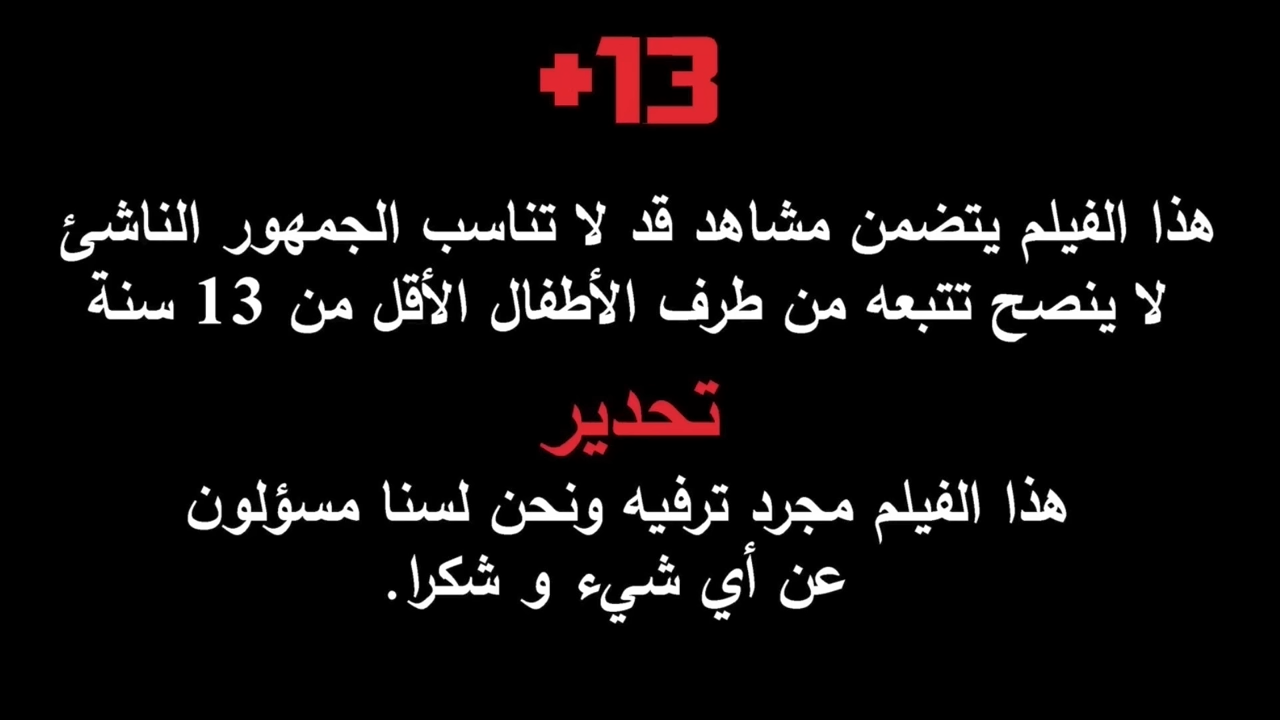 +13
هذا الفيلم يتضمن مشاهد قد لا تناسب الجمهور الناشئ
لا ينصح تتبعه من طرف الأطفال الأقل من 13 سنة
تحدير
هذا الفيلم مجرد ترفيه ونحن لسنا مسؤلون
عن أي شيء و شكرا.